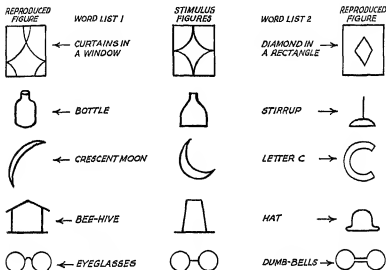 REPRODUCED FIGURE
WORD LIST 1
STIMULUS FIGURES
WORD LIST 2
REPRODUCED FIGURE
CURTAINS IN A WINDOW
DIAMOND IN A RECTANGLE
BOTTLE
STIRRUP
CRESCENT MOON
LETTER C
BEE-HIVE
HAT
EYEGLASSES
DUMB-BELLS